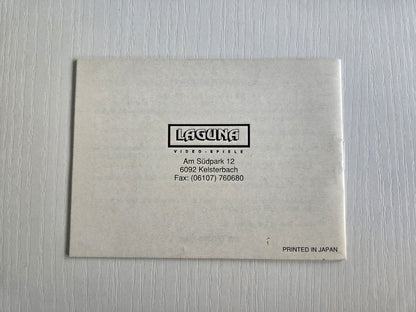 LAGUNA
VIDEO-SPIELE
Am Südpark 12
6092 Kelsterbach
Fax: (06107) 760680
PRINTED IN JAPAN